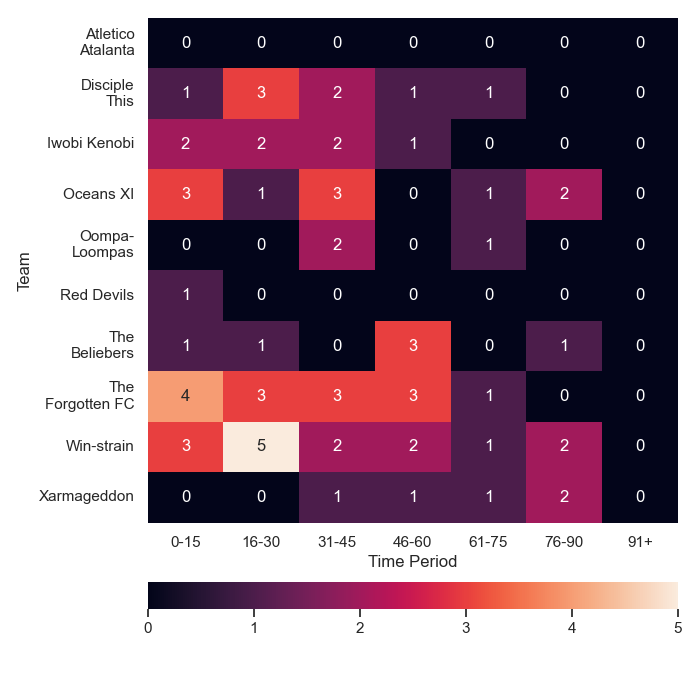 Atletico
Atalanta
0 0 0 0 0 0 0
Disciple
This
1 3 2 1 1 0 0
Iwobi Kenobi 2 2 2 1 0 0 0
Oceans XI 3 1 3 0 1 2 0
Oompa-
Loompas
0 0 2 0 1 0 0
Team
Red Devils 1 0 0 0 0 0 0
The
Beliebers
1 1 0 3 0 1 0
The
Forgotten FC
4 3 3 3 1 0 0
Win-strain 3 5 2 2 1 2 0
Xarmageddon 0 0 1 1 1 2 0
0-15 16-30 31-45 46-60 61-75 76-90 91+
Time Period
0 1 2 3 4 5